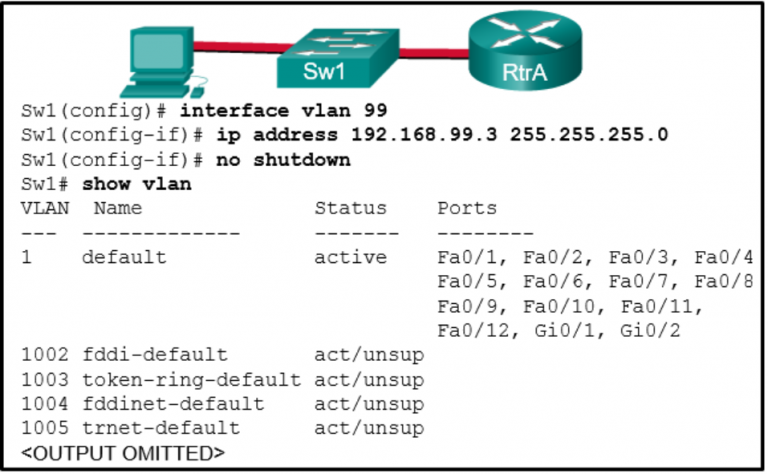 Sw1
RtrA
Sw1(config)# interface vlan 99
Sw1(config-if)# ip address 192.168.99.3 255.255.255.0
Sw1(config-if)# no shutdown
Sw1# show vlan
VLAN Name Status Ports
--- ------------- ------- --------
1 default active Fa0/1, Fa0/2, Fa0/3, Fa0/4
Fa0/5, Fa0/6, Fa0/7, Fa0/8
Fa0/9, Fa0/10, Fa0/11,
Fa0/12, Gi0/1, Gi0/2
1002 fddi-default act/unsup
1003 token-ring-default act/unsup
1004 fddinet-default act/unsup
1005 trnet-default act/unsup
<OUTPUT OMITTED>